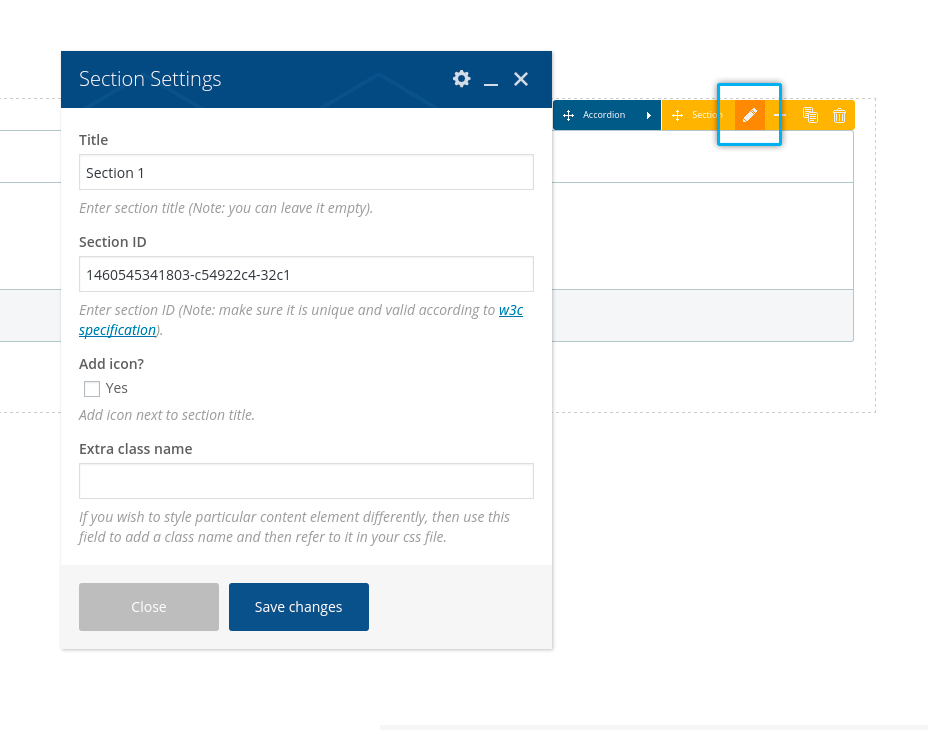 Section Settings
Accordion
Section
Title
Section 1
Enter section title (Note: you can leave it empty).
Section ID
1460545341803-c54922c4-32c1
Enter section ID (Note: make sure it is unique and valid according to w3c
specification).
Add icon?
Yes
Add icon next to section title.
Extra class name
If you wish to style particular content element differently, then use this
field to add a class name and then refer to it in your css file.
Close
Save changes